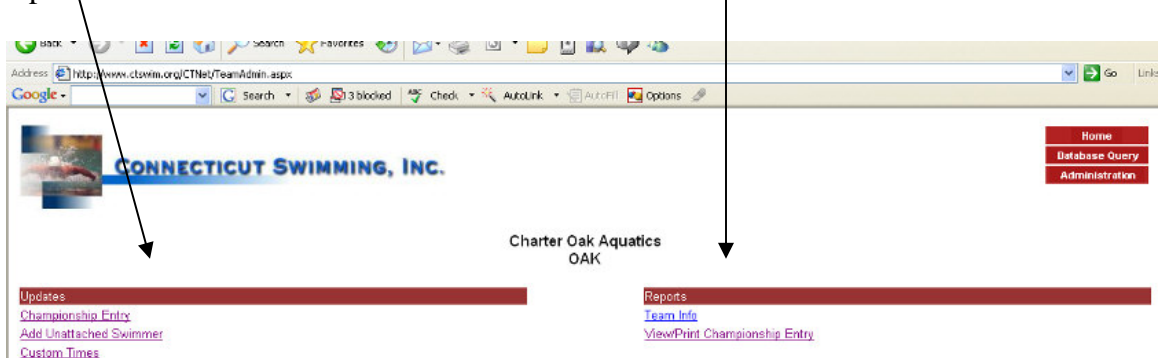 Back Search Favorites
Address http://www.ctswim.org/CTNet/TeamAdmin.aspx Go Links
Google Search 3 blocked Check AutoLink AutoFill Options
Home
Database Query
Administration
CONNECTICUT SWIMMING, INC.
Charter Oak Aquatics
OAK
Updates Reports
Championship Entry Team Info
Add Unattached Swimmer View/Print Championship Entry
Custom Times